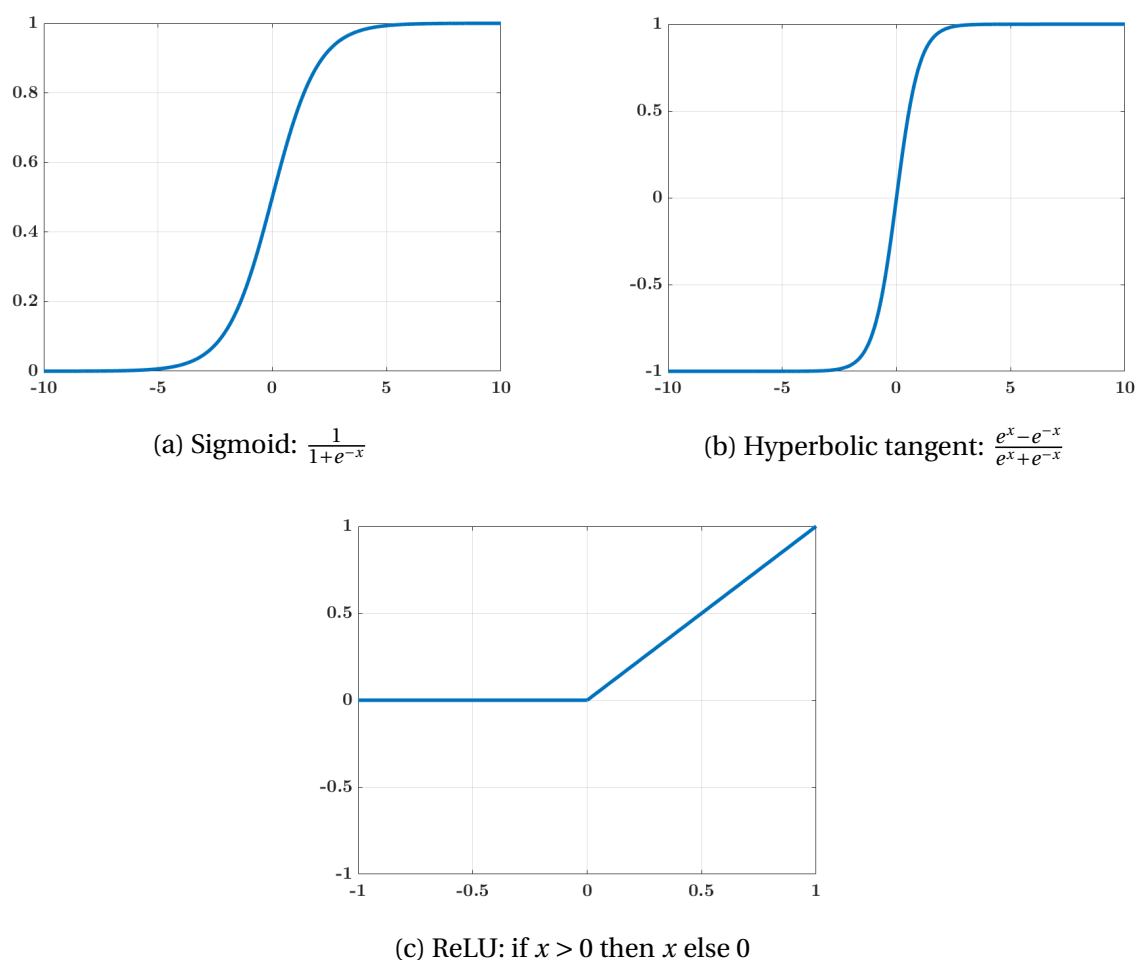 1
0.8
0.6
0.4
0.2
0
-10 -5 0 5 10
(a) Sigmoid: \frac{1}{1+e^{-x}}
1
0.5
0
-0.5
-1
-10 -5 0 5 10
(b) Hyperbolic tangent: \frac{e^x-e^{-x}}{e^x+e^{-x}}
1
0.5
0
-0.5
-1
-1 -0.5 0 0.5 1
(c) ReLU: if x > 0 then x else 0